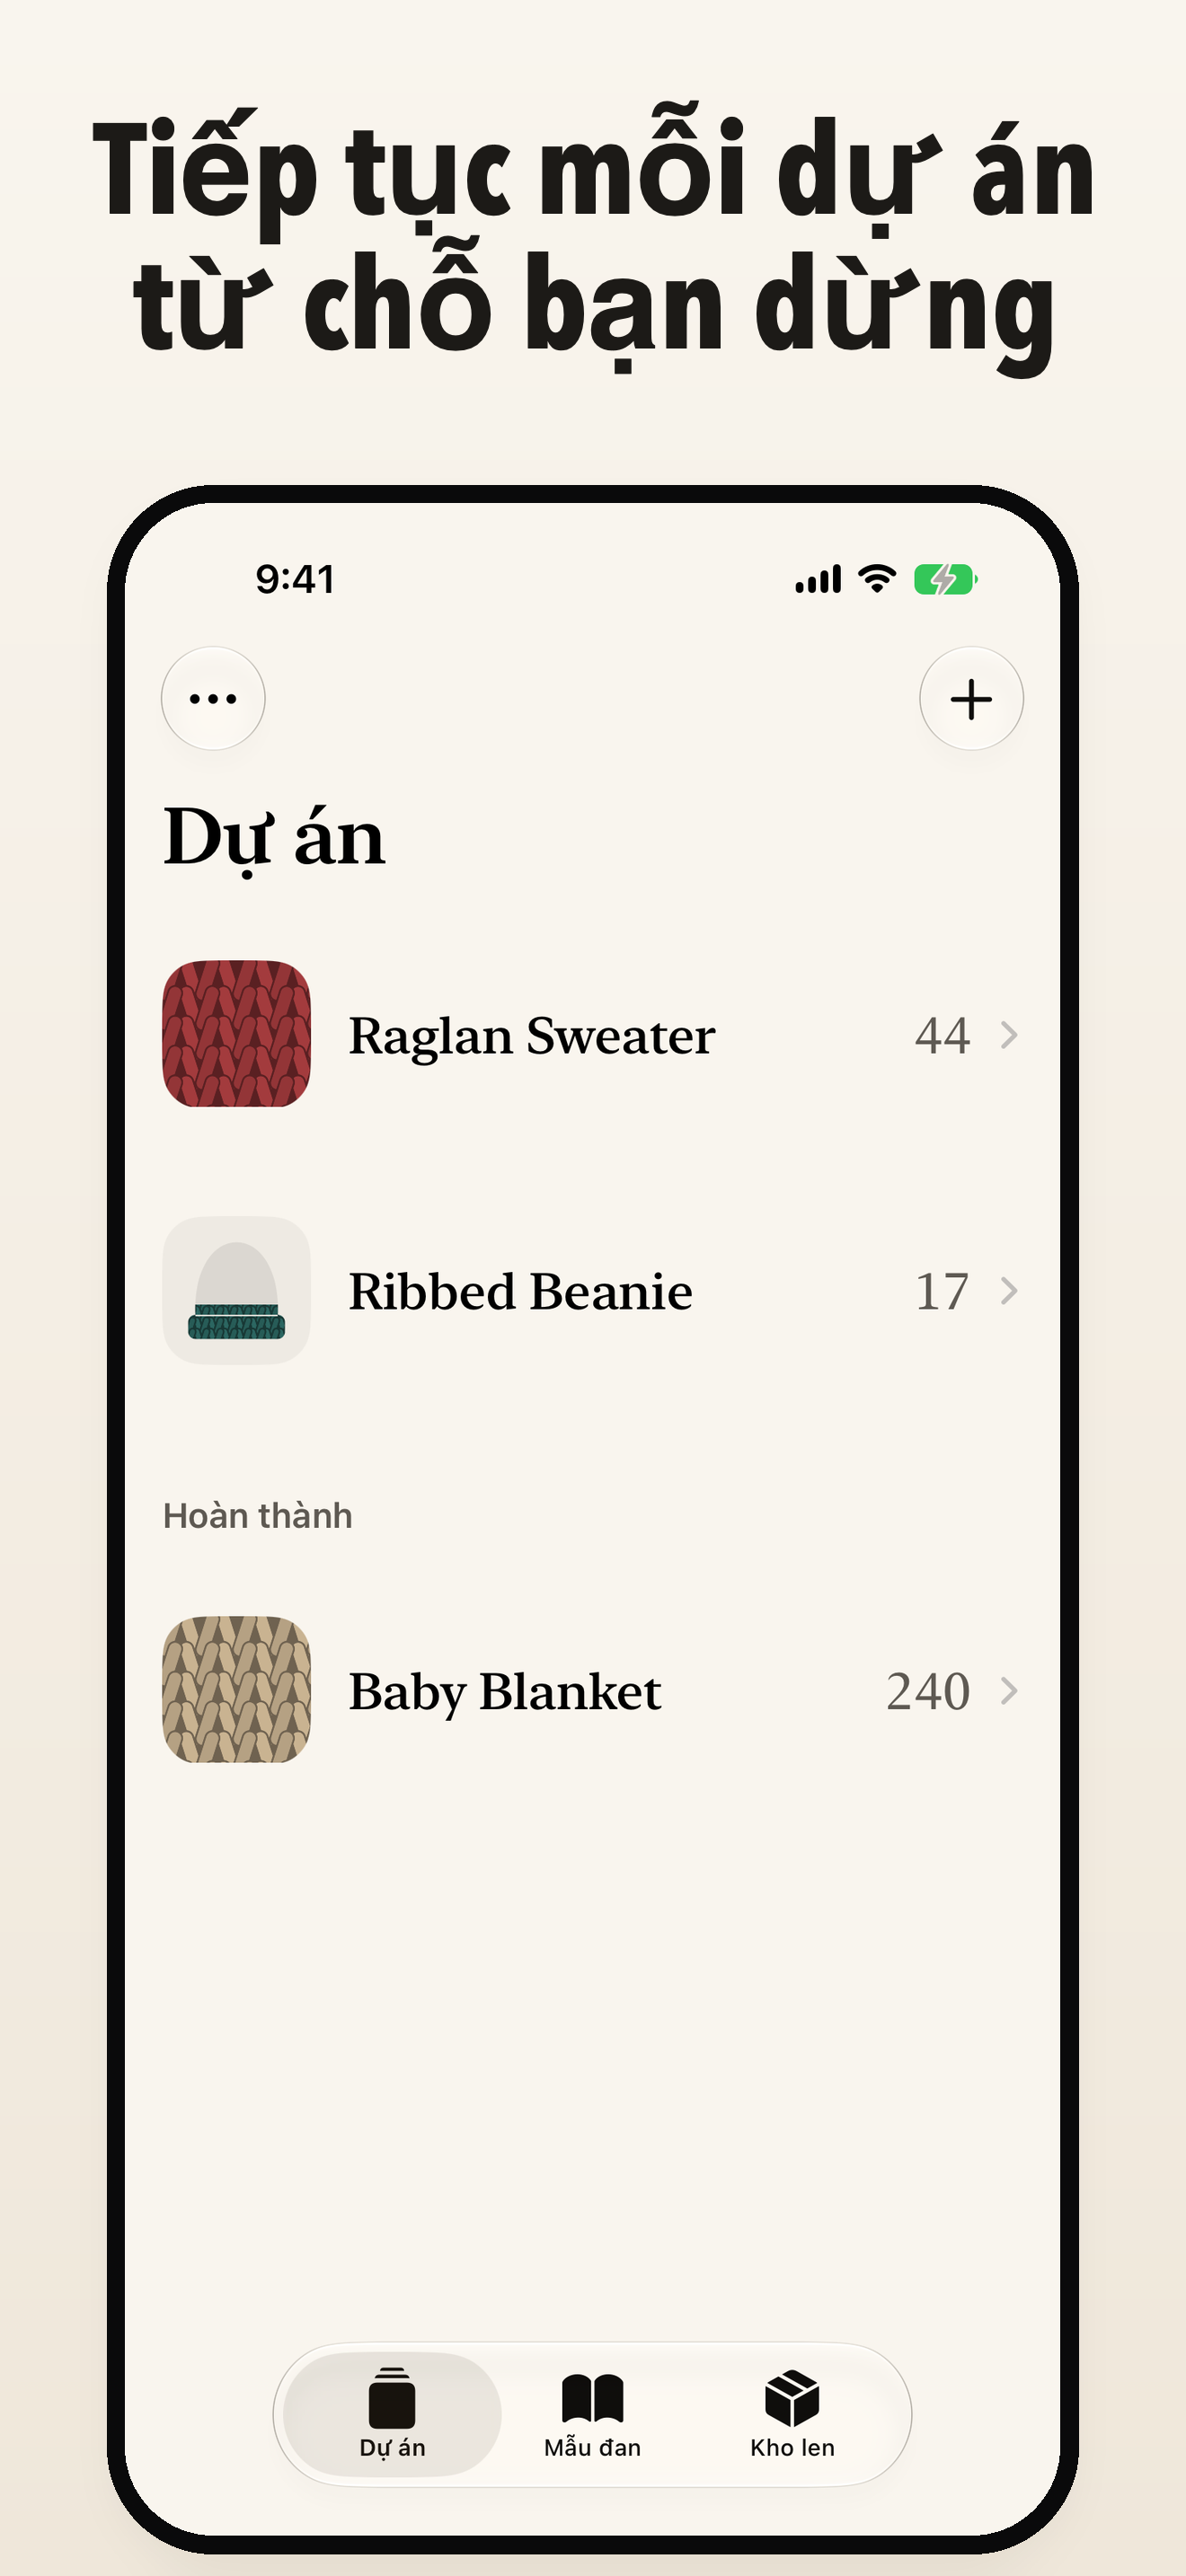 Tiếp tục mỗi dự án
từ chỗ bạn dừng
9:41
Dự án
Raglan Sweater 44
Ribbed Beanie 17
Hoàn thành
Baby Blanket 240
Dự án Mẫu đan Kho len